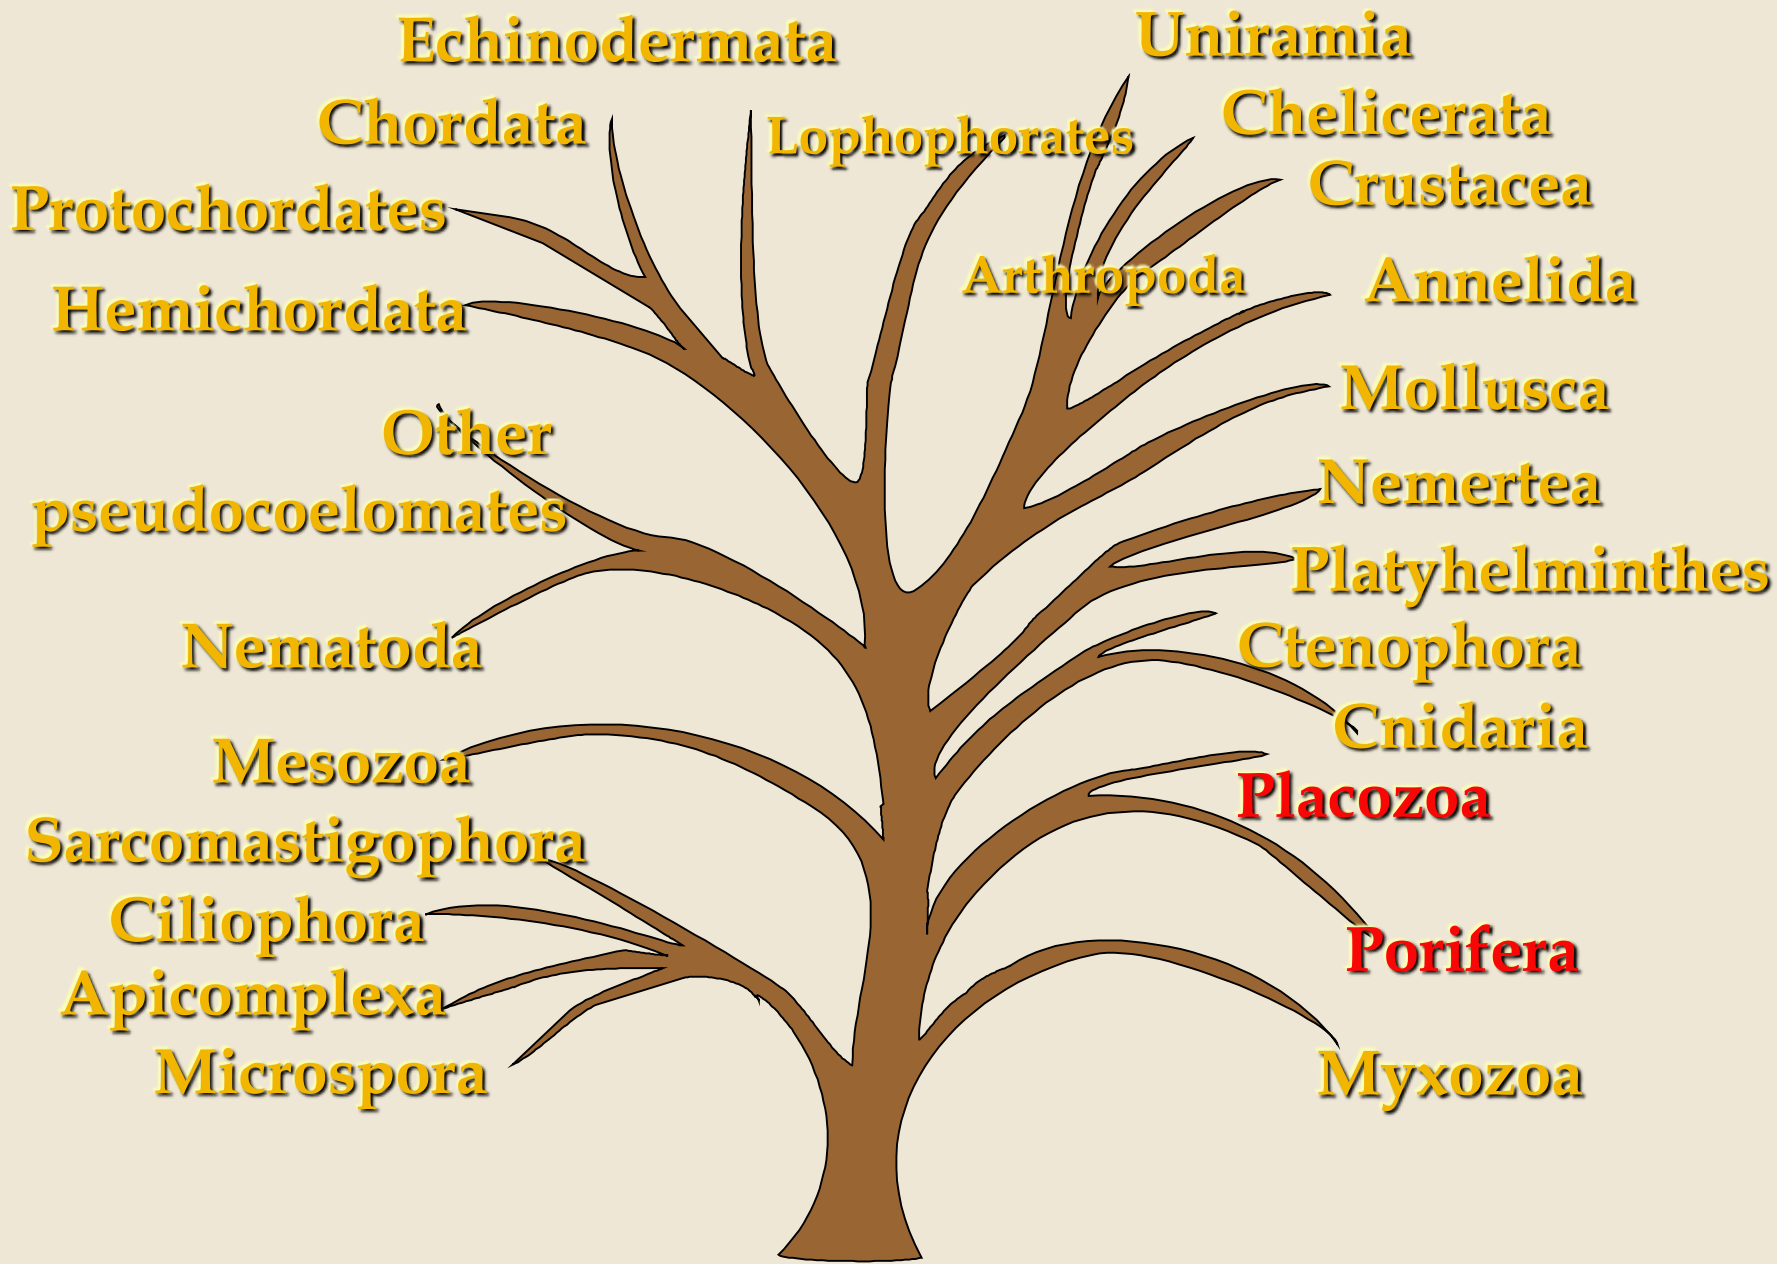 Echinodermata
Uniramia
Chordata
Lophophorates
Chelicerata
Protochordates
Crustacea
Hemichordata
Arthropoda
Annelida
Other
pseudocoelomates
Mollusca
Nemertea
Platyhelminthes
Nematoda
Ctenophora
Cnidaria
Mesozoa
Placozoa
Sarcomastigophora
Ciliophora
Porifera
Apicomplexa
Microspora
Myxozoa